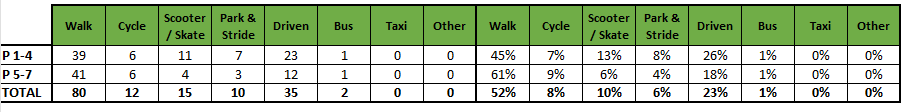 Walk Cycle Scooter / Skate Park & Stride Driven Bus Taxi Other Walk Cycle Scooter / Skate Park & Stride Driven Bus Taxi Other
P 1-4 39 6 11 7 23 1 0 0 45% 7% 13% 8% 26% 1% 0% 0%
P 5-7 41 6 4 3 12 1 0 0 61% 9% 6% 4% 18% 1% 0% 0%
TOTAL 80 12 15 10 35 2 0 0 52% 8% 10% 6% 23% 1% 0% 0%